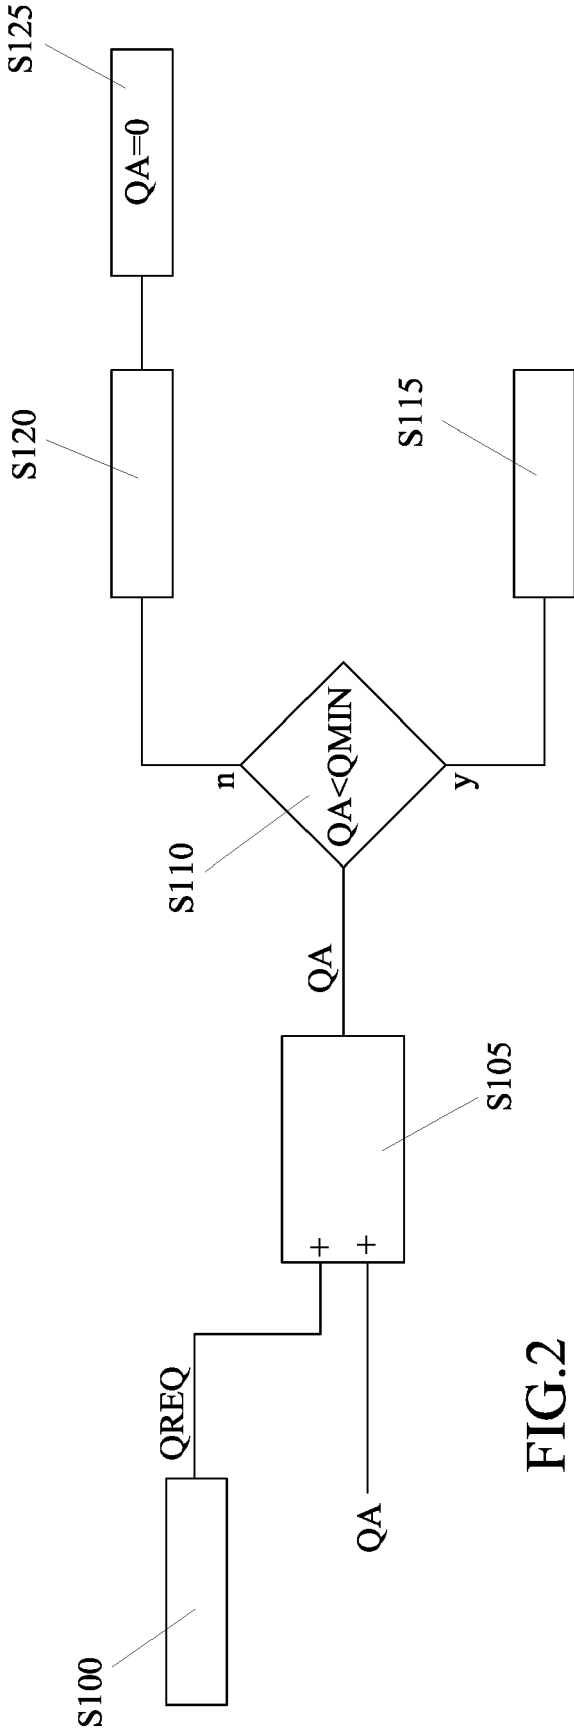 S100
QREQ
QA
+
+
S105
QA
S110
QA<QMIN
n
y
S120
S115
QA=0
S125
FIG.2